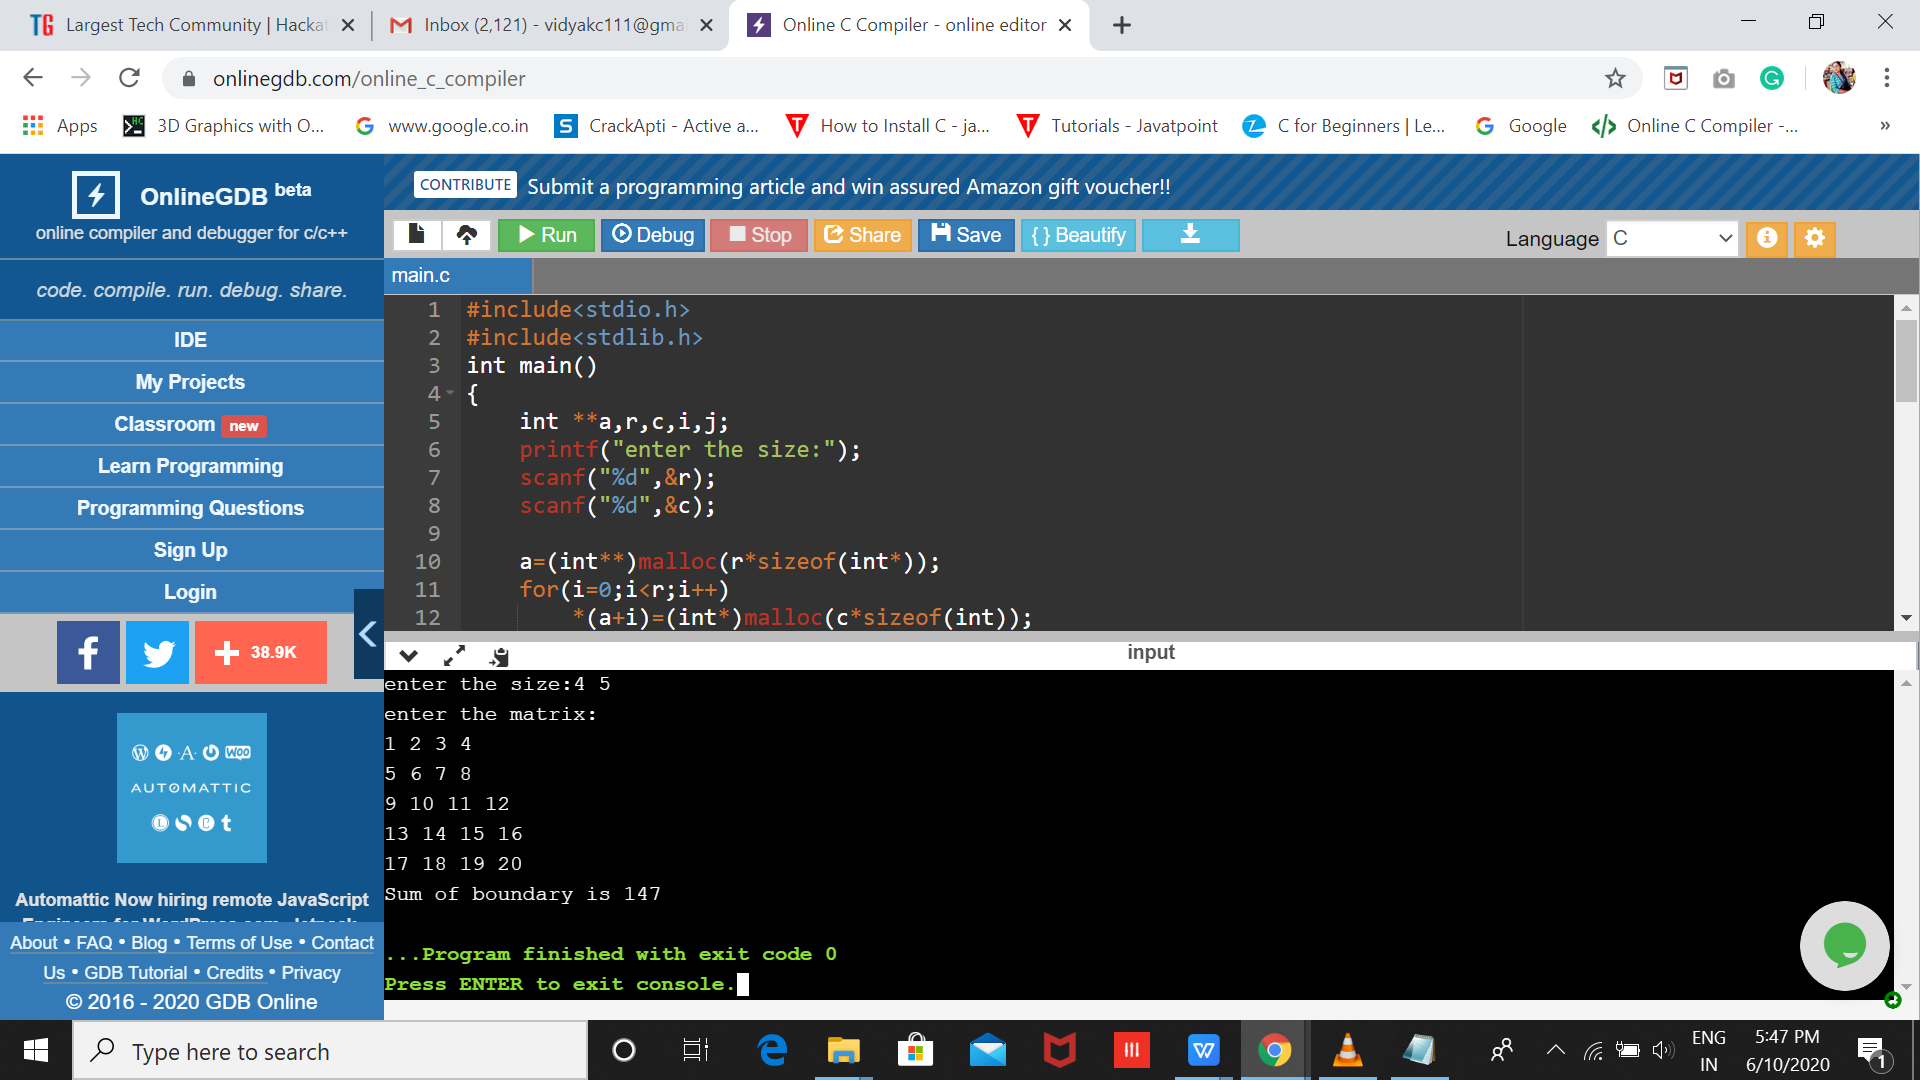 Largest Tech Community | Hacka
Inbox (2,121) - vidyakc111@gma
Online C Compiler - online editor
onlinegdb.com/online_c_compiler
Apps
3D Graphics with O...
www.google.co.in
CrackApti - Active a...
How to Install C - ja...
Tutorials - Javatpoint
C for Beginners | Le...
Google
Online C Compiler -...
»
OnlineGDB beta
online compiler and debugger for c/c++
code. compile. run. debug. share.
IDE
My Projects
Classroom new
Learn Programming
Programming Questions
Sign Up
Login
38.9K
WOO
AUTOMATTIC
Automattic Now hiring remote JavaScript
About • FAQ • Blog • Terms of Use • Contact
Us • GDB Tutorial • Credits • Privacy
© 2016 - 2020 GDB Online
CONTRIBUTE Submit a programming article and win assured Amazon gift voucher!!
Run Debug Stop Share Save { } Beautify
Language C
main.c
1 #include<stdio.h>
2 #include<stdlib.h>
3 int main()
4 {
5 int **a,r,c,i,j;
6 printf("enter the size:");
7 scanf("%d",&r);
8 scanf("%d",&c);
9
10 a=(int**)malloc(r*sizeof(int*));
11 for(i=0;i<r;i++)
12 *(a+i)=(int*)malloc(c*sizeof(int));
input
enter the size:4 5
enter the matrix:
1 2 3 4
5 6 7 8
9 10 11 12
13 14 15 16
17 18 19 20
Sum of boundary is 147
...Program finished with exit code 0
Press ENTER to exit console.
Type here to search
ENG
IN
5:47 PM
6/10/2020
1